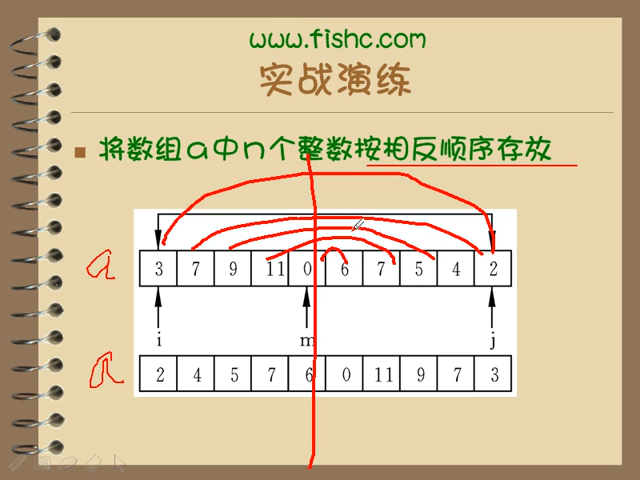 www.fishc.com
实战演练
将数组a中n个整数按相反顺序存放
a 3 7 9 11 0 6 7 5 4 2
i m j
a 2 4 5 7 6 0 11 9 7 3